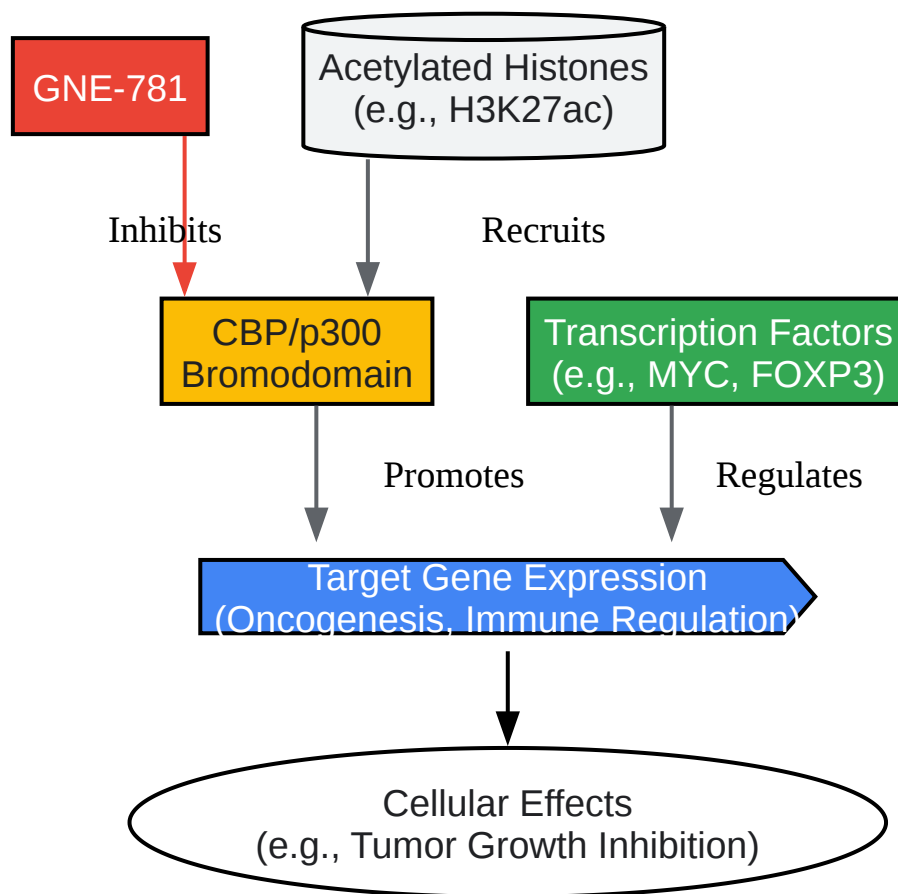 GNE-781
Acetylated Histones
(e.g., H3K27ac)
Inhibits
Recruits
CBP/p300
Bromodomain
Transcription Factors
(e.g., MYC, FOXP3)
Promotes
Regulates
Target Gene Expression
(Oncogenesis, Immune Regulation)
Cellular Effects
(e.g., Tumor Growth Inhibition)